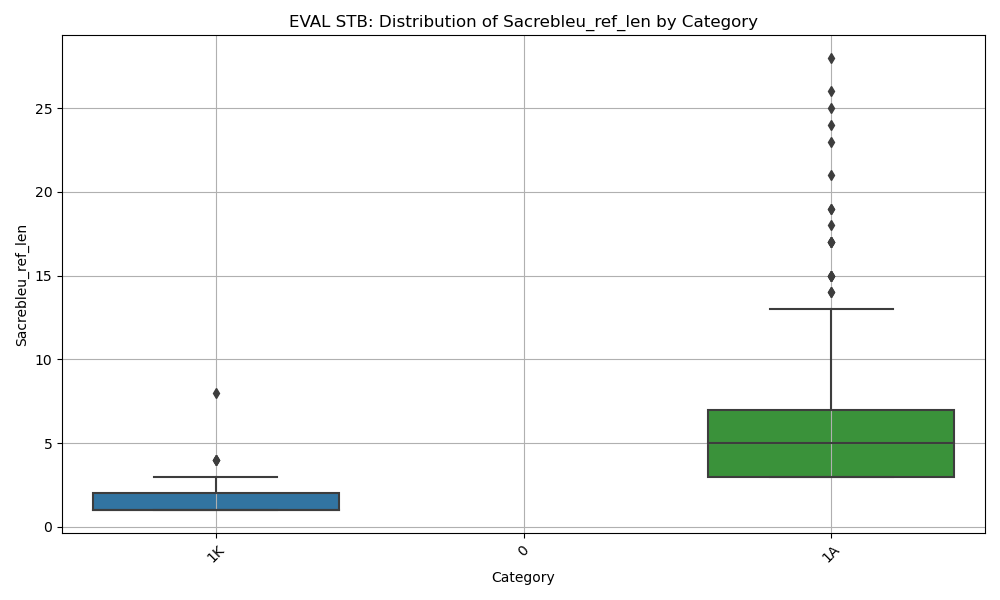 EVAL STB: Distribution of Sacrebleu_ref_len by Category
Sacrebleu_ref_len
25
20
15
10
5
0
1K
0
1A
Category